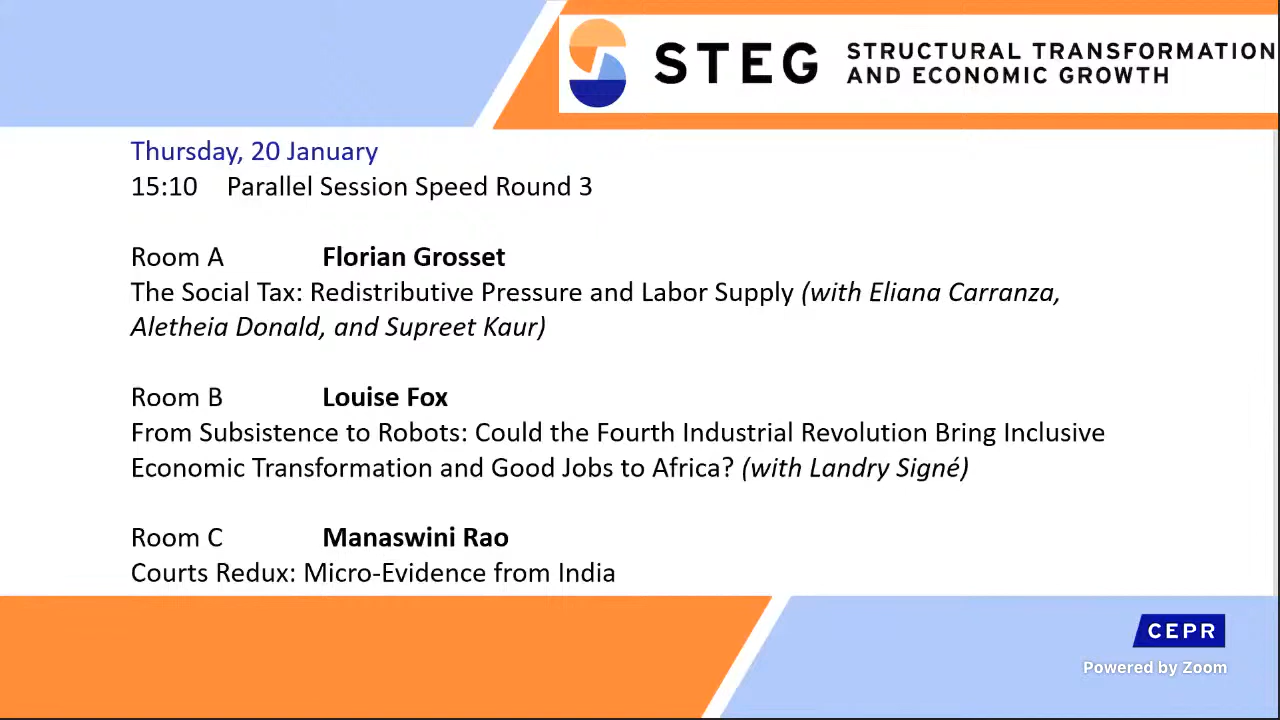 STEG STRUCTURAL TRANSFORMATION
AND ECONOMIC GROWTH
Thursday, 20 January
15:10 Parallel Session Speed Round 3
Room A Florian Grosset
The Social Tax: Redistributive Pressure and Labor Supply (with Eliana Carranza,
Aletheia Donald, and Supreet Kaur)
Room B Louise Fox
From Subsistence to Robots: Could the Fourth Industrial Revolution Bring Inclusive
Economic Transformation and Good Jobs to Africa? (with Landry Signé)
Room C Manaswini Rao
Courts Redux: Micro-Evidence from India
CEPR
Powered by Zoom